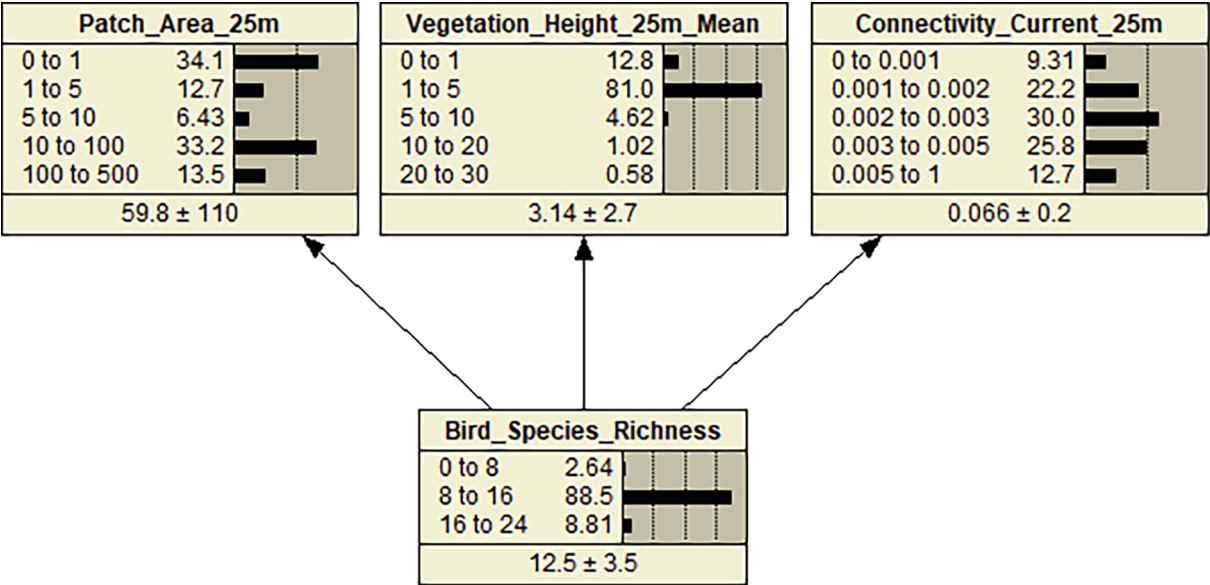 Patch_Area_25m
0 to 1 34.1
1 to 5 12.7
5 to 10 6.43
10 to 100 33.2
100 to 500 13.5
59.8 ± 110
Vegetation_Height_25m_Mean
0 to 1 12.8
1 to 5 81.0
5 to 10 4.62
10 to 20 1.02
20 to 30 0.58
3.14 ± 2.7
Connectivity_Current_25m
0 to 0.001 9.31
0.001 to 0.002 22.2
0.002 to 0.003 30.0
0.003 to 0.005 25.8
0.005 to 1 12.7
0.066 ± 0.2
Bird_Species_Richness
0 to 8 2.64
8 to 16 88.5
16 to 24 8.81
12.5 ± 3.5